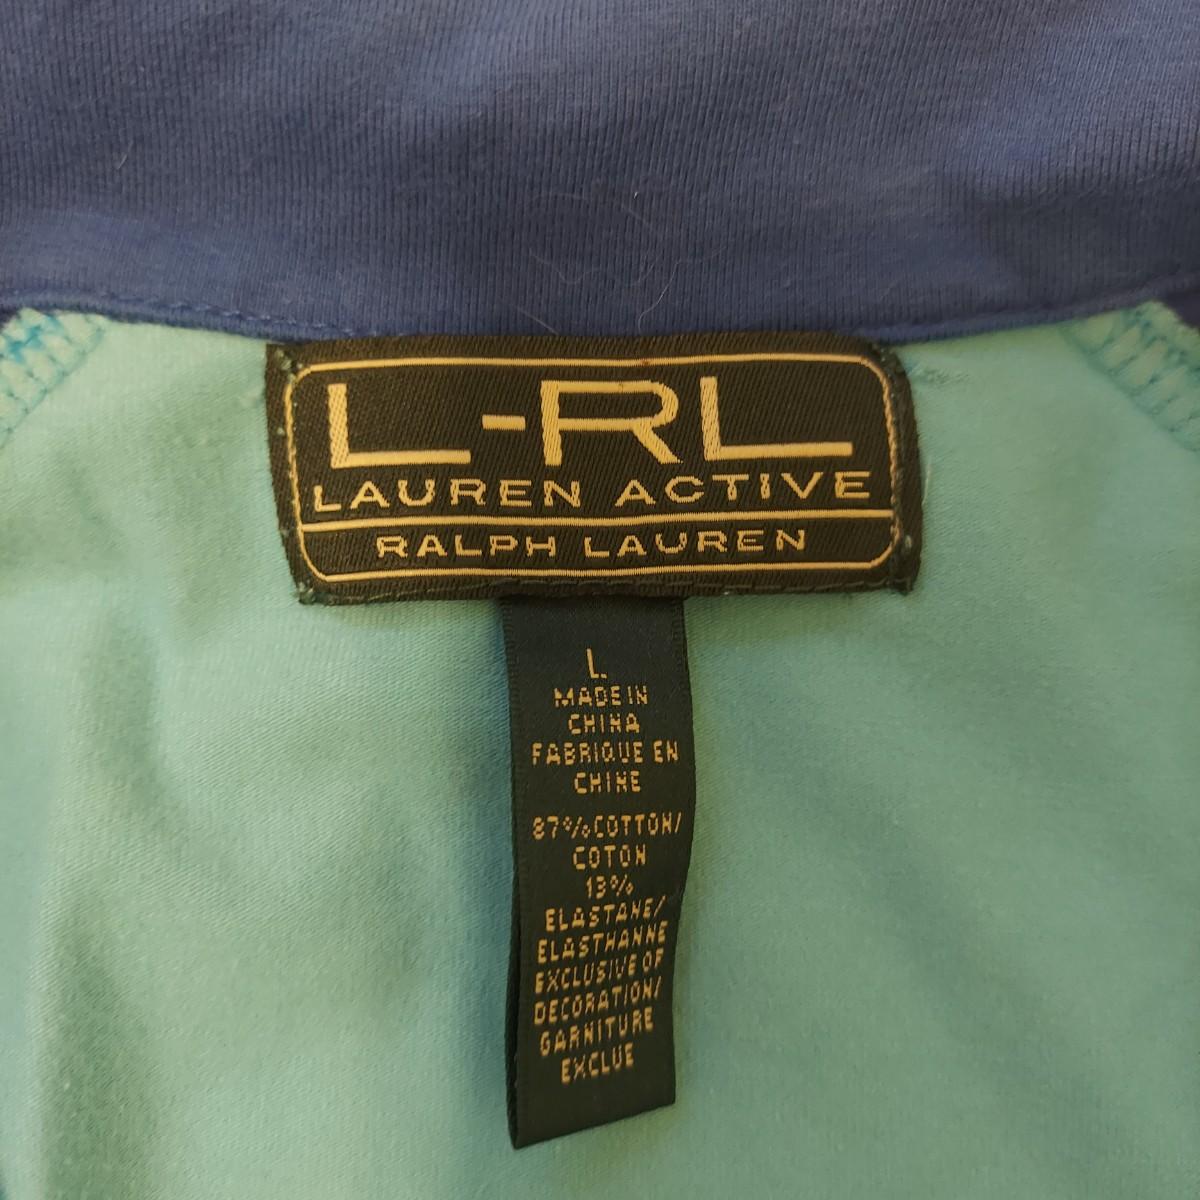 L-RL
LAUREN ACTIVE
RALPH LAUREN
L
MADE IN
CHINA
FABRIQUE EN
CHINE
87% COTTON/
COTON
13%
ELASTANE/
ELASTHANNE
EXCLUSIVE OF
DECORATION/
GARNITURE
EXCLUE